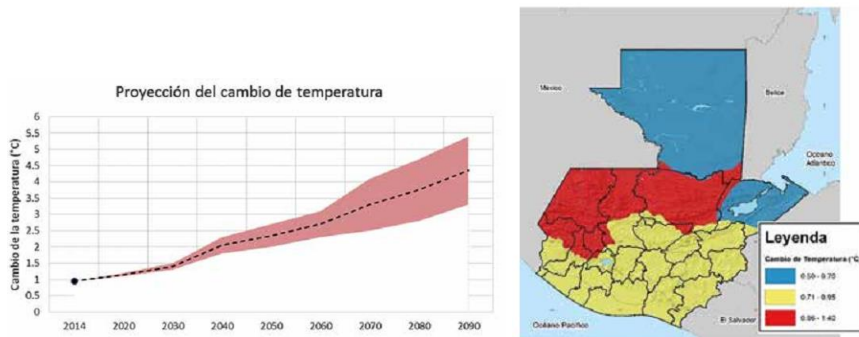 Proyección del cambio de temperatura
Cambio de la temperatura (°C)
6
5.5
5
4.5
4
3.5
3
2.5
2
1.5
1
0.5
0
2014 2020 2030 2040 2050 2060 2070 2080 2090
México
Belice
Océano
Atlántico
Océano Pacífico
El Salvador
Leyenda
Cambio de Temperatura (°C)
0.50 - 0.70
0.71 - 0.95
0.96 - 1.40